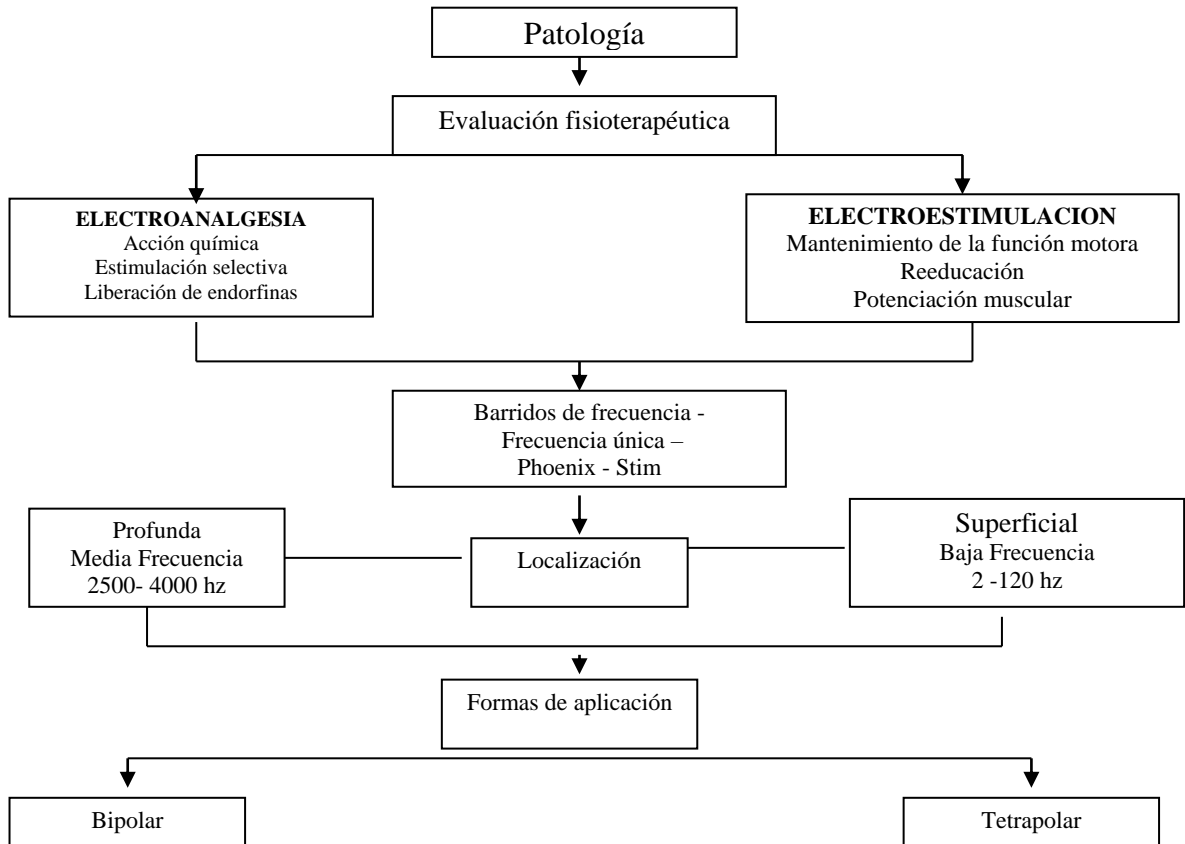 Patología
Evaluación fisioterapéutica
ELECTROANALGESIA
Acción química
Estimulación selectiva
Liberación de endorfinas
ELECTROESTIMULACION
Mantenimiento de la función motora
Reeducación
Potenciación muscular
Barridos de frecuencia -
Frecuencia única –
Phoenix - Stim
Profunda
Media Frecuencia
2500- 4000 hz
Localización
Superficial
Baja Frecuencia
2 -120 hz
Formas de aplicación
Bipolar
Tetrapolar